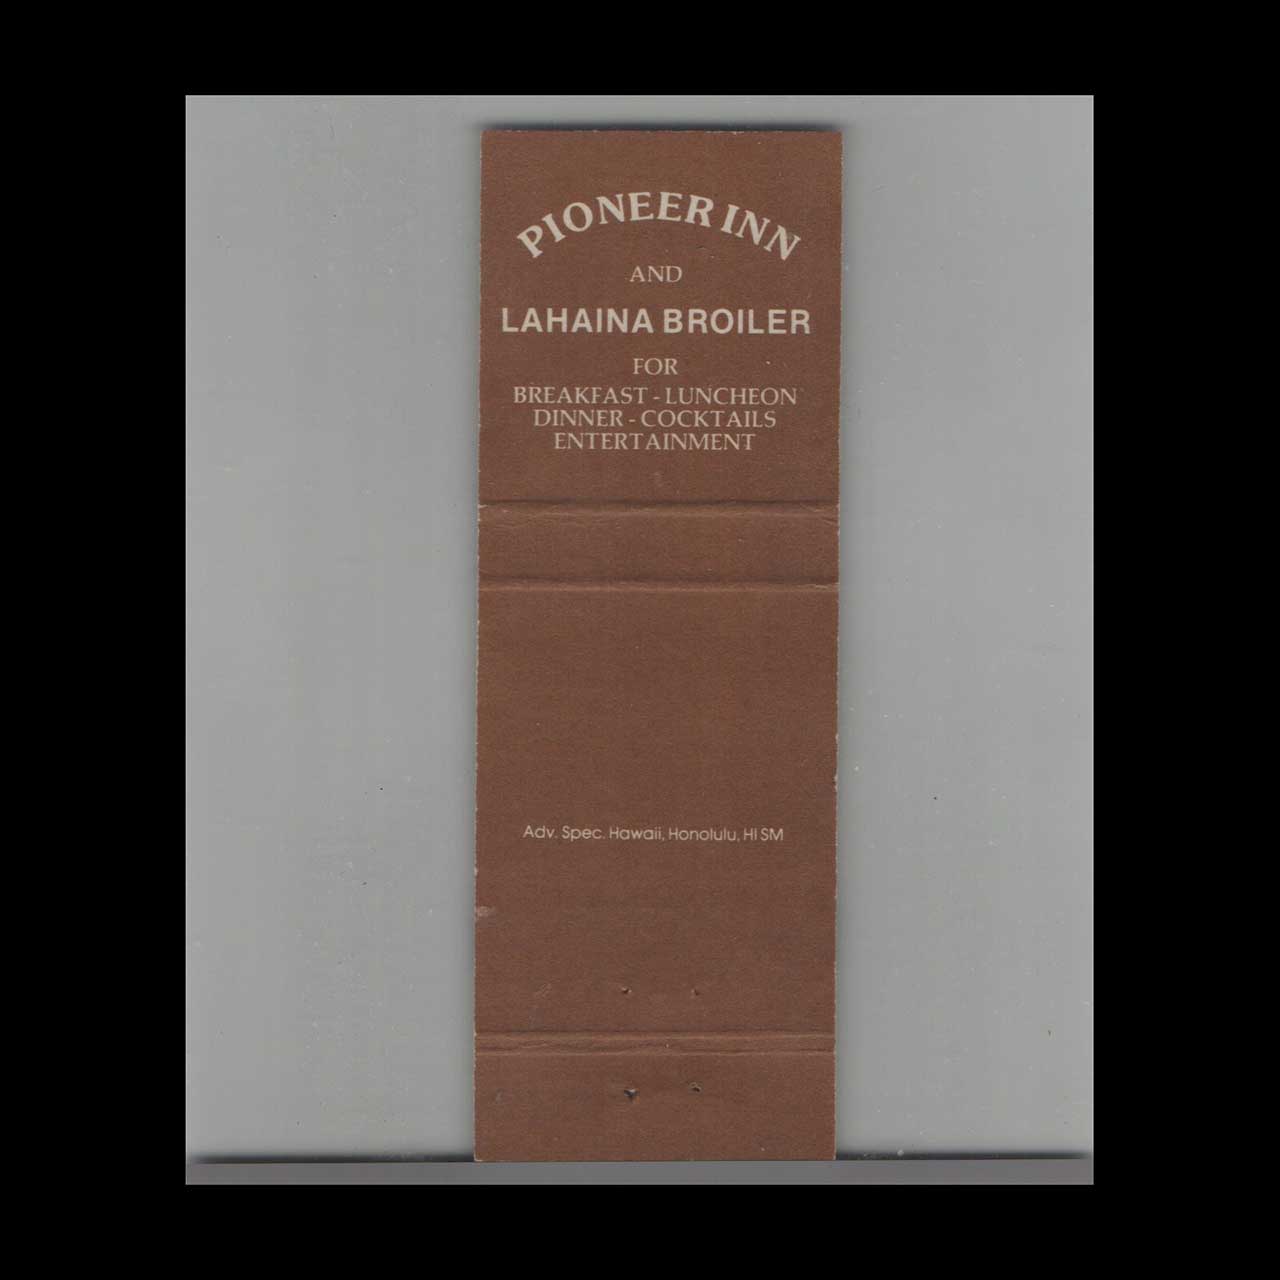 PIONEER INN
AND
LAHAINA BROILER
FOR
BREAKFAST - LUNCHEON
DINNER - COCKTAILS
ENTERTAINMENT
Adv. Spec. Hawaii, Honolulu, HI SM